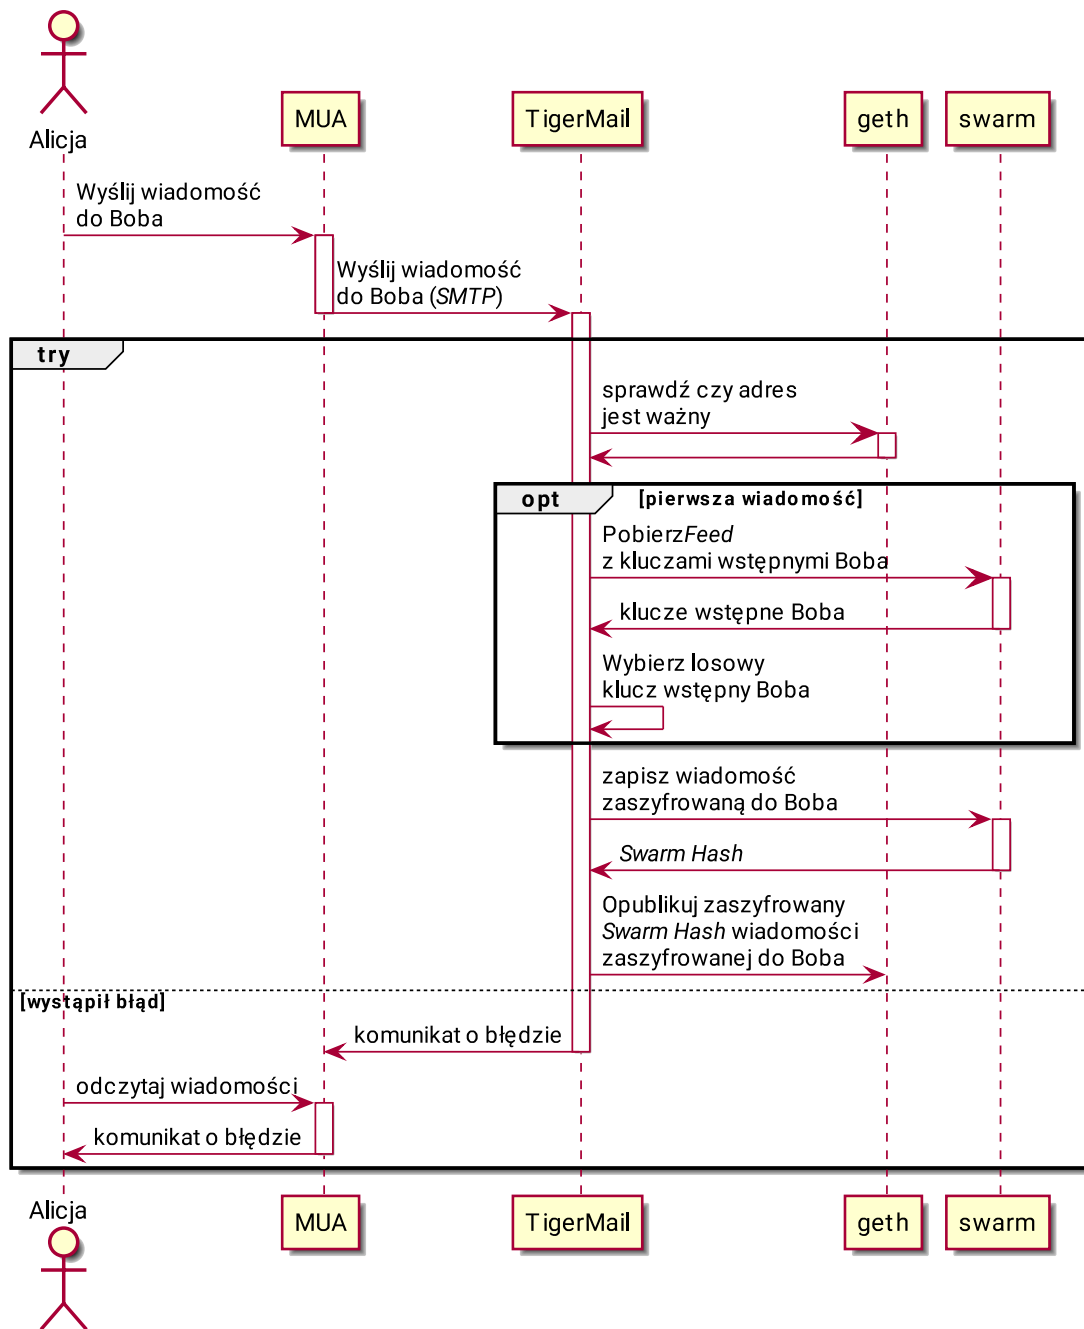 Alicja
MUA
TigerMail
geth
swarm
Wyślij wiadomość
do Boba
Wyślij wiadomość
do Boba (SMTP)
try
sprawdź czy adres
jest ważny
opt
[pierwsza wiadomość]
PobierzFeed
z kluczami wstępnymi Boba
klucze wstępne Boba
Wybierz losowy
klucz wstępny Boba
zapisz wiadomość
zaszyfrowaną do Boba
Swarm Hash
Opublikuj zaszyfrowany
Swarm Hash wiadomości
zaszyfrowanej do Boba
[wystąpił błąd]
komunikat o błędzie
odczytaj wiadomości
komunikat o błędzie
Alicja
MUA
TigerMail
geth
swarm